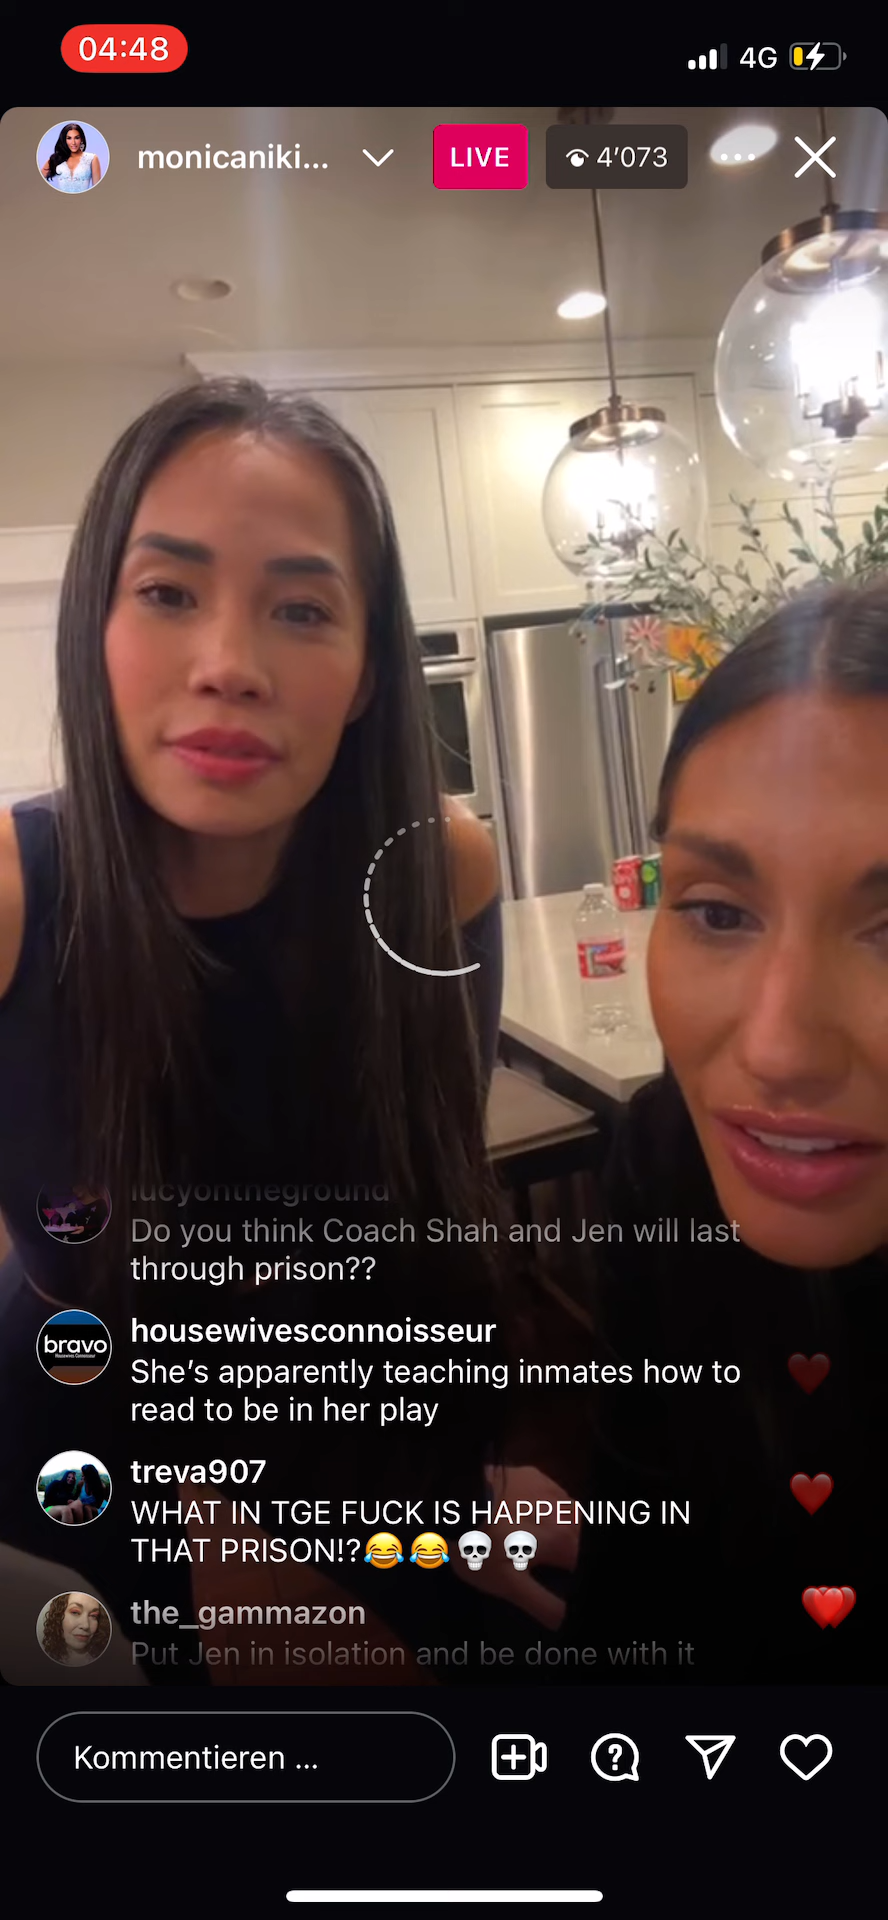 04:48
4G
monicaniki...
LIVE
4’073
lucyontheground
Do you think Coach Shah and Jen will last
through prison??
bravo
housewivesconnoisseur
She’s apparently teaching inmates how to
read to be in her play
treva907
WHAT IN TGE FUCK IS HAPPENING IN
THAT PRISON!?😂😂💀💀
the_gammazon
Put Jen in isolation and be done with it
Kommentieren ...